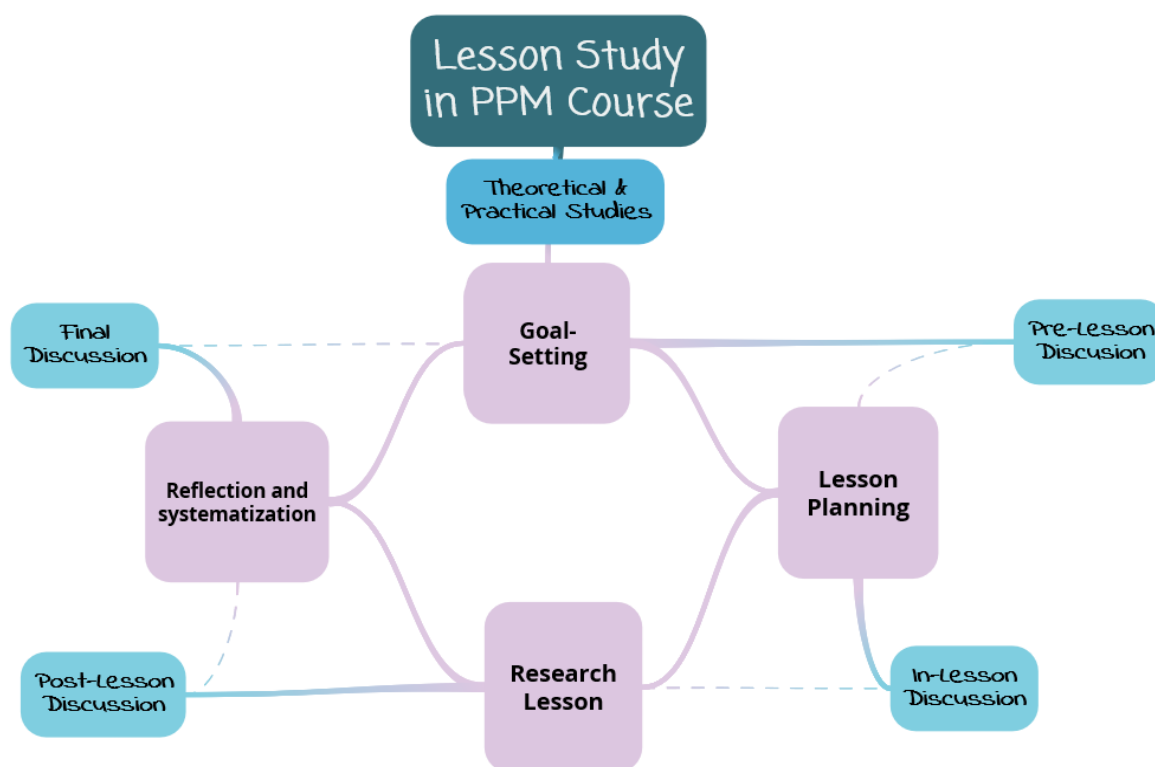 Lesson Study
in PPM Course
Theoretical &
Practical Studies
Goal-
Setting
Final
Discussion
Pre-Lesson
Discusion
Reflection and
systematization
Lesson
Planning
Research
Lesson
Post-Lesson
Discussion
In-Lesson
Discussion